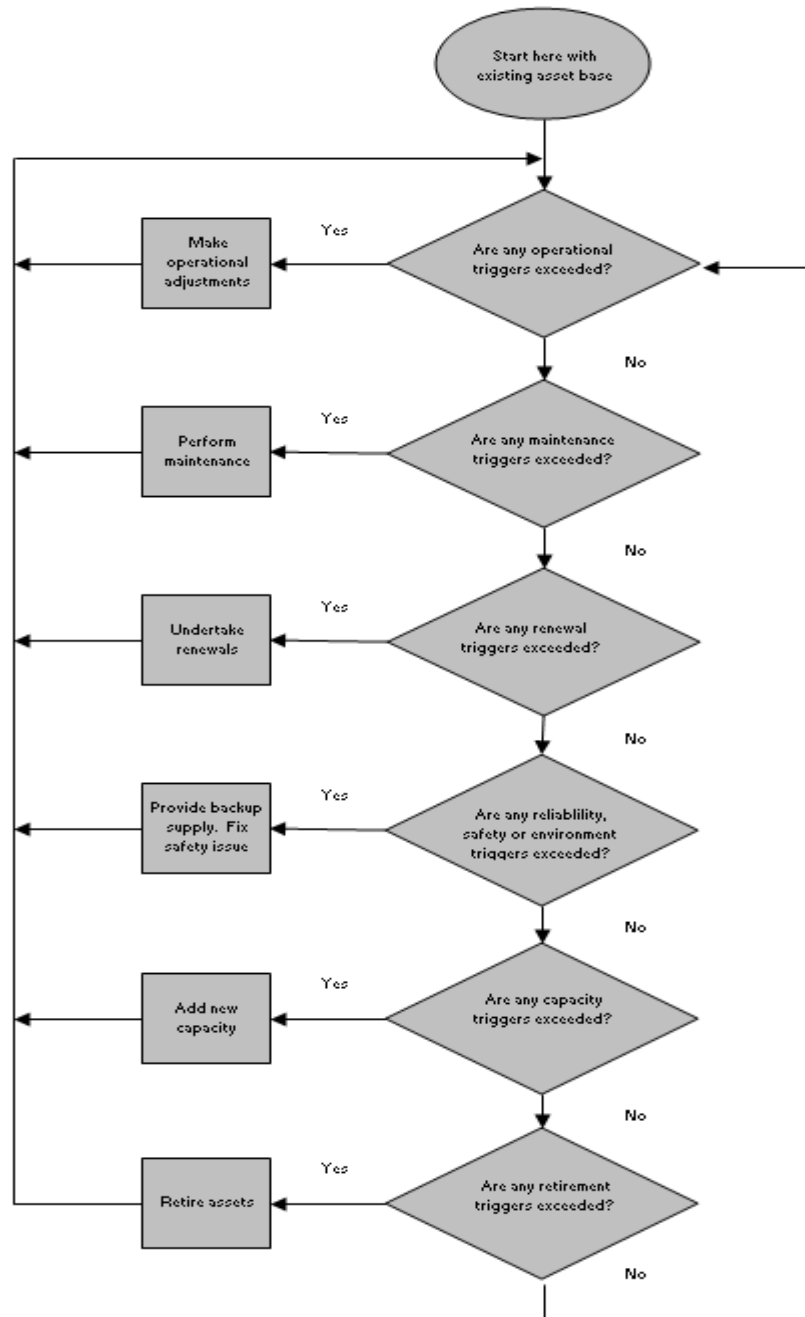 Start here with
existing asset base
Yes
Make
operational
adjustments
Are any operational
triggers exceeded?
No
Yes
Perform
maintenance
Are any maintenance
triggers exceeded?
No
Yes
Undertake
renewals
Are any renewal
triggers exceeded?
No
Yes
Provide backup
supply. Fix
safety issue
Are any reliablility,
safety or environment
triggers exceeded?
No
Yes
Add new
capacity
Are any capacity
triggers exceeded?
No
Yes
Retire assets
Are any retirement
triggers exceeded?
No